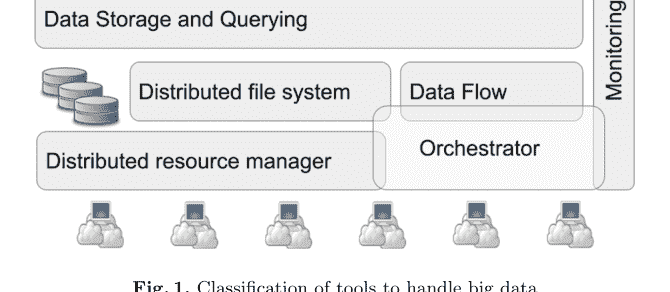 Data Storage and Querying
Monitoring
Distributed file system
Data Flow
Orchestrator
Distributed resource manager
Fig. 1. Classification of tools to handle big data